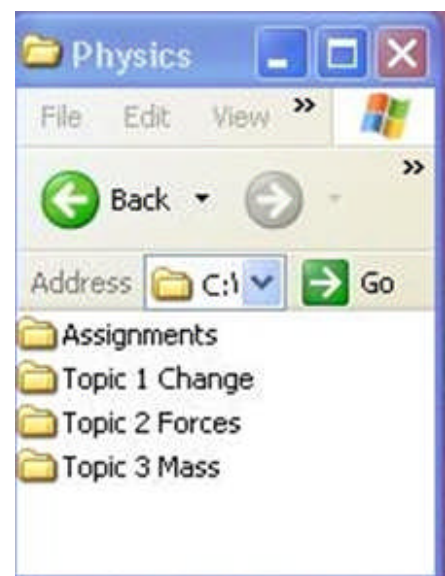 Physics
File Edit View »
»
Back
Address C:\ Go
Assignments
Topic 1 Change
Topic 2 Forces
Topic 3 Mass